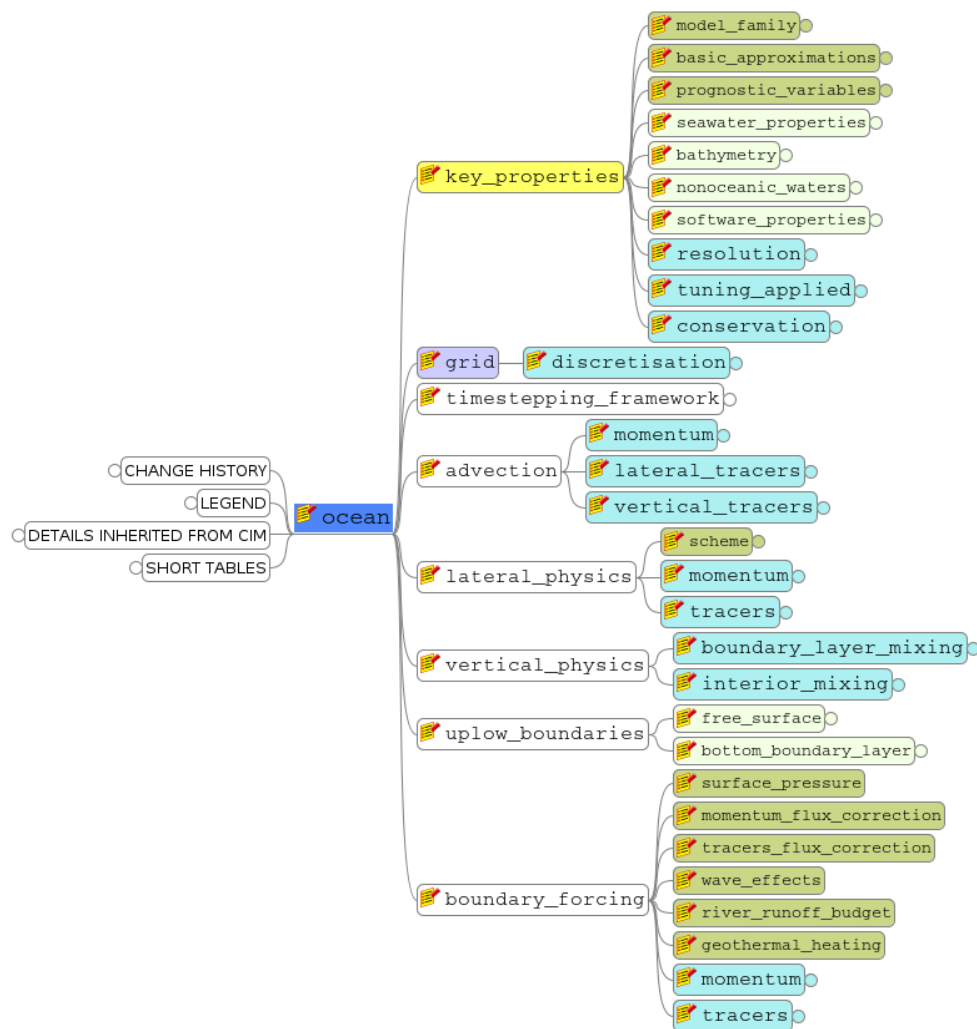 model_family
basic_approximations
prognostic_variables
seawater_properties
bathymetry
key_properties
nonoceanic_waters
software_properties
resolution
tuning_applied
conservation
grid
discretisation
timestepping_framework
momentum
advection
lateral_tracers
vertical_tracers
CHANGE HISTORY
LEGEND
ocean
DETAILS INHERITED FROM CIM
SHORT TABLES
scheme
lateral_physics
momentum
tracers
boundary_layer_mixing
vertical_physics
interior_mixing
free_surface
uplow_boundaries
bottom_boundary_layer
surface_pressure
momentum_flux_correction
tracers_flux_correction
wave_effects
boundary_forcing
river_runoff_budget
geothermal_heating
momentum
tracers